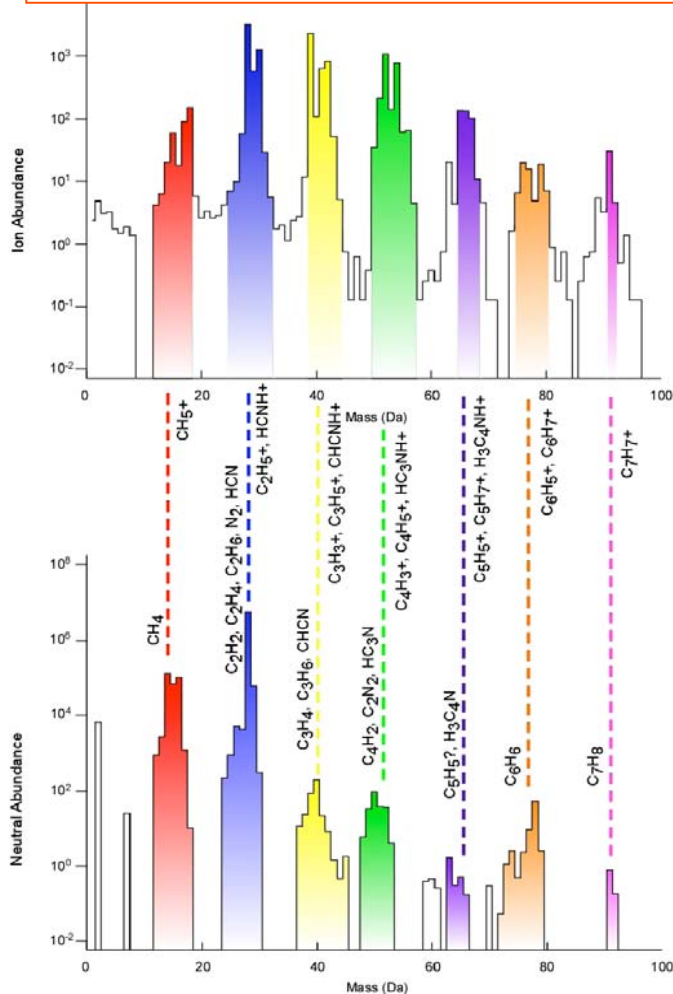 Ion Abundance
10³
10²
10¹
10⁰
10⁻¹
10⁻²
0
20
40
60
80
100
Mass (Da)
CH₅+
C₂H₅+, HCNH+
C₃H₃+, C₃H₅+, CHCNH+
C₄H₃+, C₄H₅+, HC₃NH+
C₅H₅+, C₅H₇+, H₃C₄NH+
C₆H₅+, C₆H₇+
C₇H₇+
CH₄
C₂H₂, C₂H₄, C₂H₆, N₂, HCN
C₃H₄, C₃H₆, CHCN
C₄H₂, C₂N₂, HC₃N
C₅H₅?, H₃C₄N
C₆H₆
C₇H₈
Neutral Abundance
10⁸
10⁶
10⁴
10²
10⁰
10⁻²
0
20
40
60
80
100
Mass (Da)